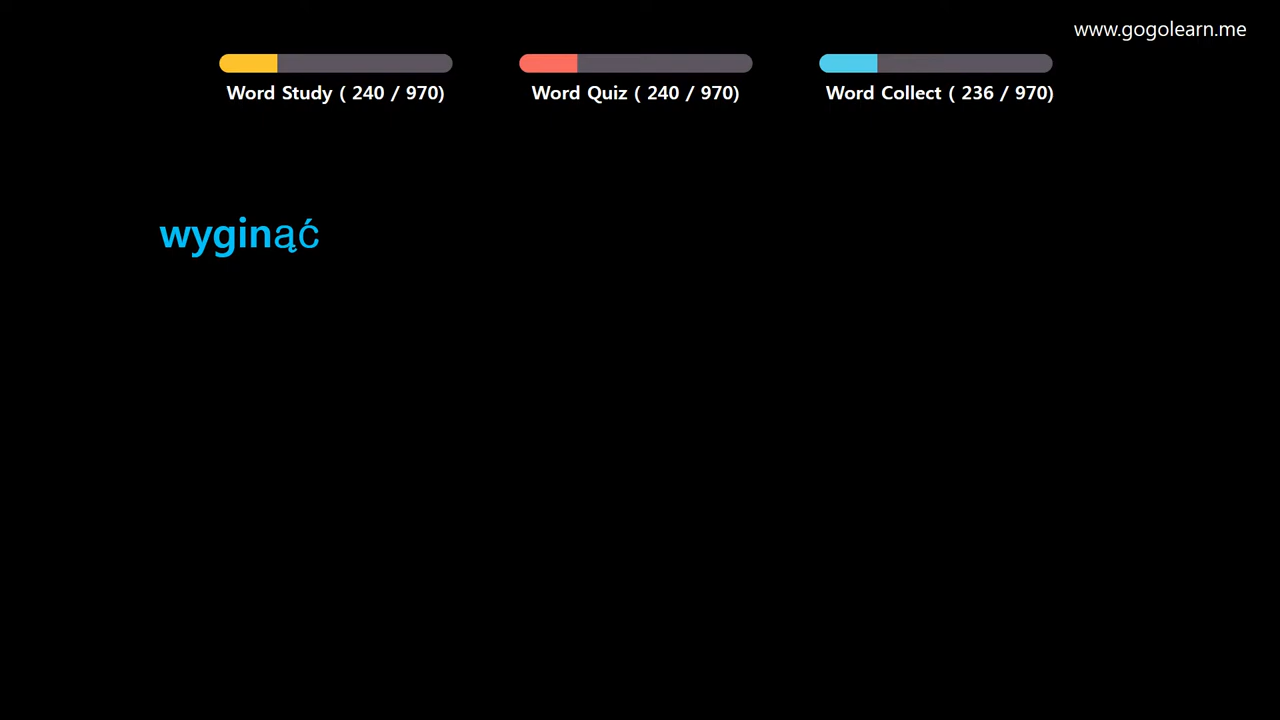 www.gogolearn.me
Word Study ( 240 / 970)
Word Quiz ( 240 / 970)
Word Collect ( 236 / 970)
wyginąć